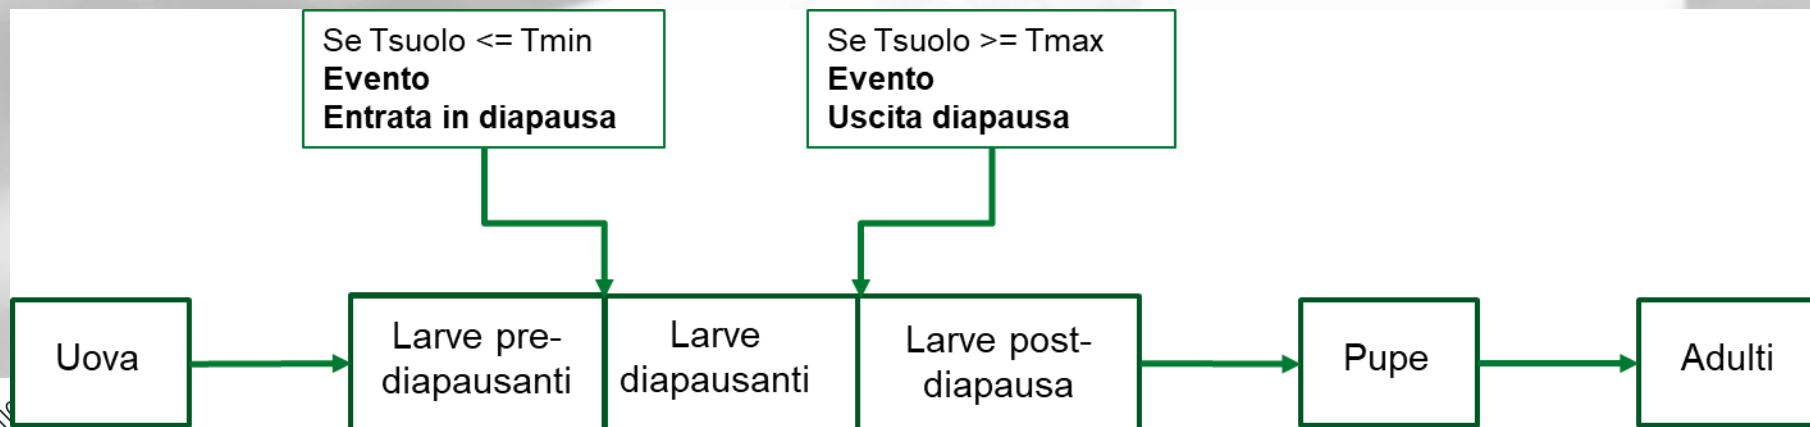 Se Tsuolo <= Tmin
Evento
Entrata in diapausa
Se Tsuolo >= Tmax
Evento
Uscita diapausa
Uova
Larve pre-
diapausanti
Larve
diapausanti
Larve post-
diapausa
Pupe
Adulti